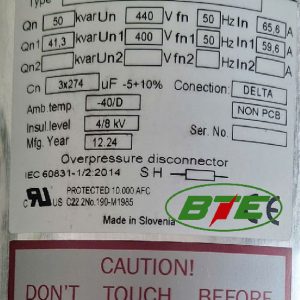 Type
Qn 50 kvar Un 440 V fn 50 Hz In 65,6 A
Qn1 41,3 kvar Un1 400 V fn1 50 Hz In1 59,6 A
Qn2 kvar Un2 V fn2 Hz In2 A
Cn 3x274 uF -5+10% Conection: DELTA
Amb.temp. -40/D NON PCB
Insul.level 4/8 kV Ser. No.
Mfg. Year 12.24
Overpressure disconnector
IEC 60831-1/2:2014 SH
PROTECTED 10.000 AFC
C US C22.2 No.190-M1985
BTE CE
Made in Slovenia
CAUTION!
DON'T TOUCH BEFORE